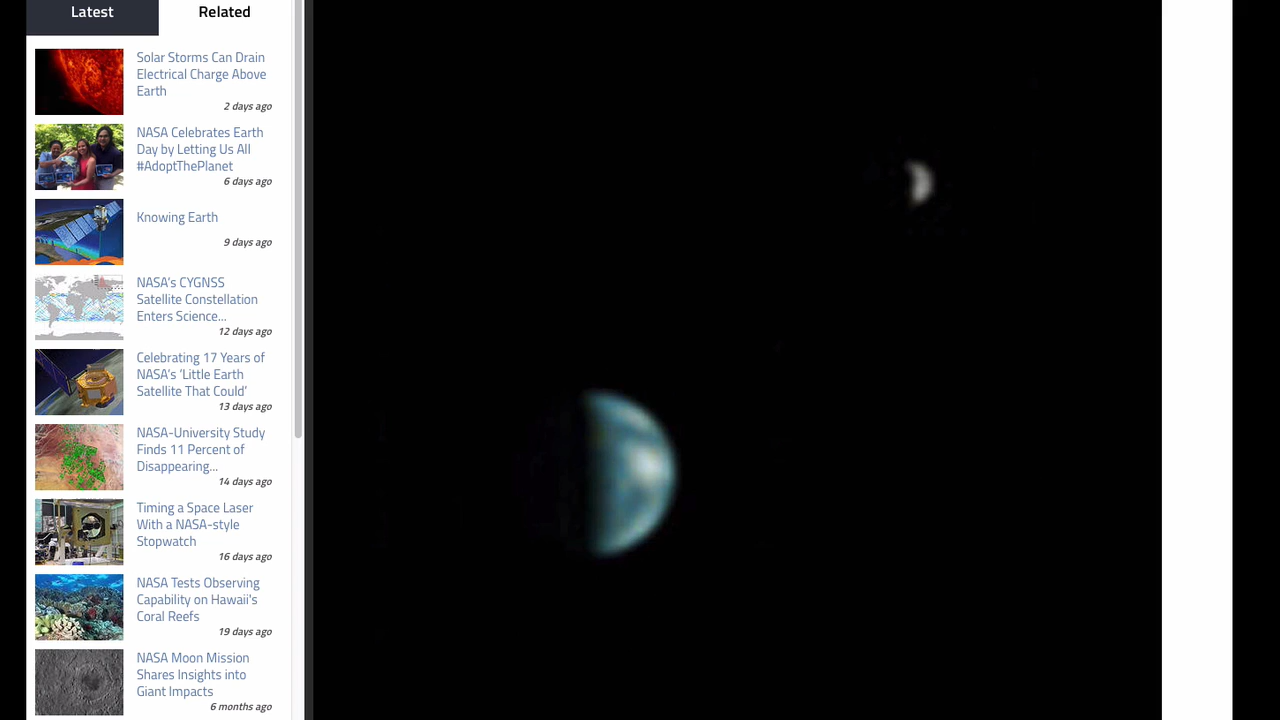 Latest
Related
Solar Storms Can Drain
Electrical Charge Above
Earth
2 days ago
NASA Celebrates Earth
Day by Letting Us All
#AdoptThePlanet
6 days ago
Knowing Earth
9 days ago
NASA's CYGNSS
Satellite Constellation
Enters Science...
12 days ago
Celebrating 17 Years of
NASA's ‘Little Earth
Satellite That Could’
13 days ago
NASA-University Study
Finds 11 Percent of
Disappearing...
14 days ago
Timing a Space Laser
With a NASA-style
Stopwatch
16 days ago
NASA Tests Observing
Capability on Hawaii's
Coral Reefs
19 days ago
NASA Moon Mission
Shares Insights into
Giant Impacts
6 months ago